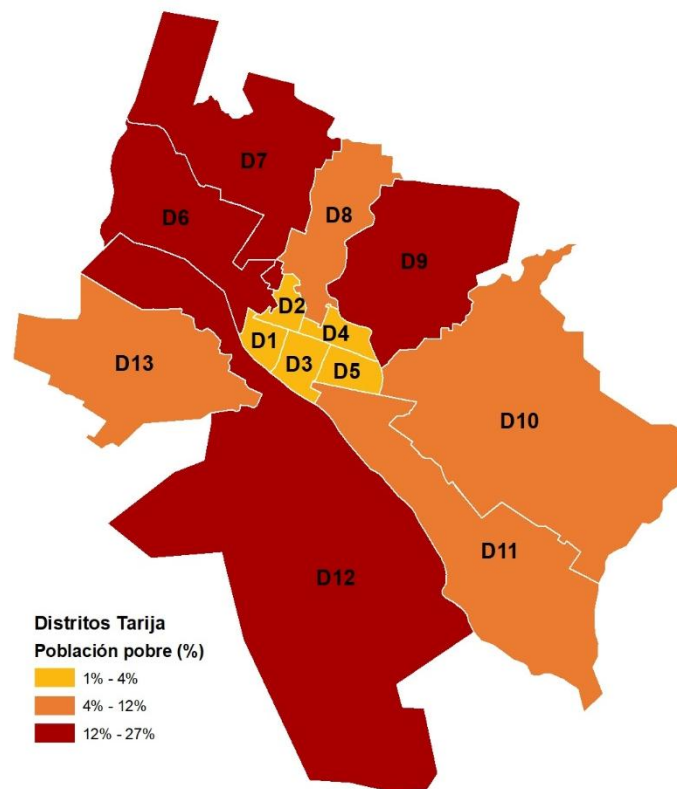 D7
D8
D6
D9
D2
D4
D1
D3
D5
D13
D10
D11
D12
Distritos Tarija
Población pobre (%)
1% - 4%
4% - 12%
12% - 27%